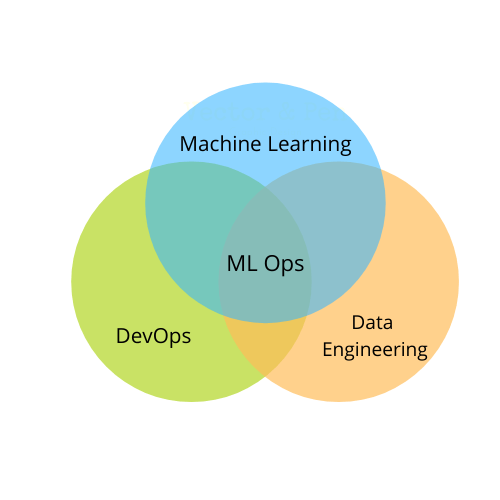 Machine Learning
ML Ops
DevOps
Data
Engineering